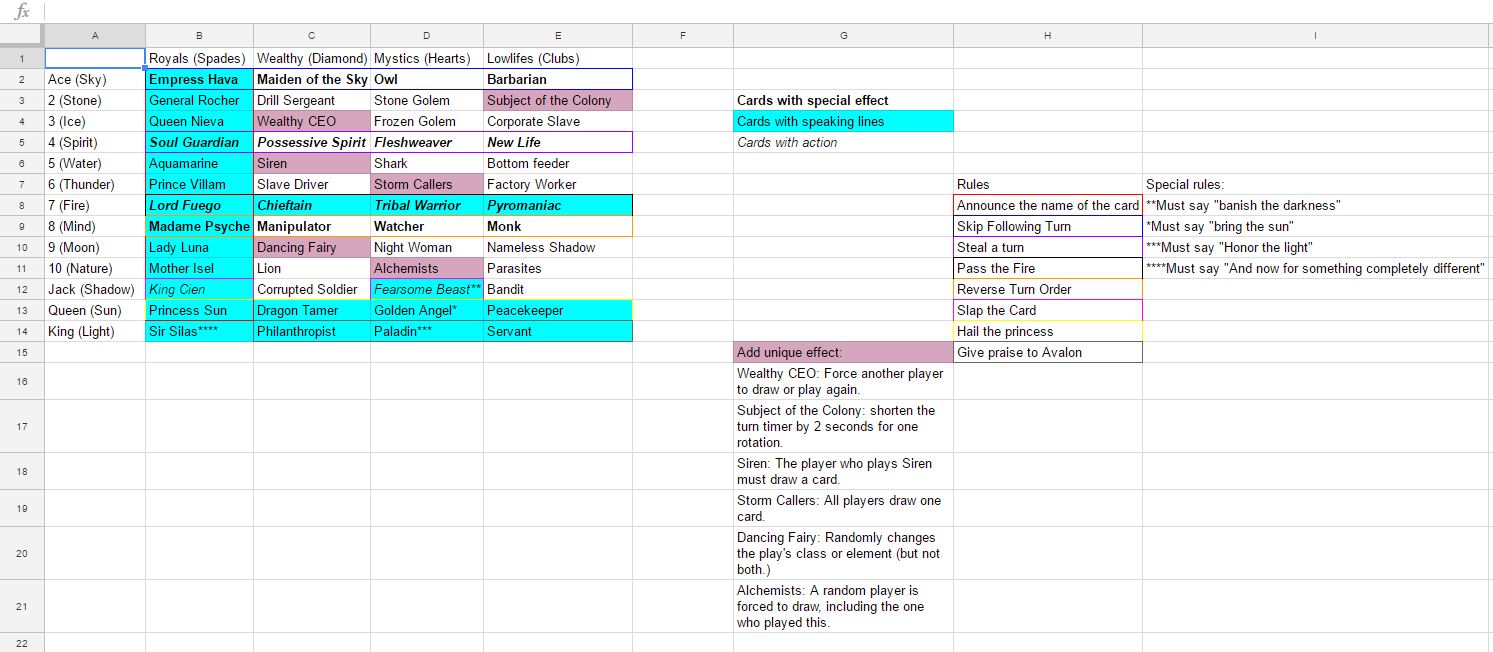 fx
A B C D E F G H I
1 Royals (Spades) Wealthy (Diamond) Mystics (Hearts) Lowlifes (Clubs)
2 Ace (Sky) Empress Hava Maiden of the Sky Owl Barbarian
3 2 (Stone) General Rocher Drill Sergeant Stone Golem Subject of the Colony Cards with special effect
4 3 (Ice) Queen Nieva Wealthy CEO Frozen Golem Corporate Slave Cards with speaking lines
5 4 (Spirit) Soul Guardian Possessive Spirit Fleshweaver New Life Cards with action
6 5 (Water) Aquamarine Siren Shark Bottom feeder
7 6 (Thunder) Prince Villam Slave Driver Storm Callers Factory Worker Rules Special rules:
8 7 (Fire) Lord Fuego Chieftain Tribal Warrior Pyromaniac Announce the name of the card **Must say "banish the darkness"
9 8 (Mind) Madame Psyche Manipulator Watcher Monk Skip Following Turn *Must say "bring the sun"
10 9 (Moon) Lady Luna Dancing Fairy Night Woman Nameless Shadow Steal a turn ***Must say "Honor the light"
11 10 (Nature) Mother Isel Lion Alchemists Parasites Pass the Fire ****Must say "And now for something completely different"
12 Jack (Shadow) King Cien Corrupted Soldier Fearsome Beast** Bandit Reverse Turn Order
13 Queen (Sun) Princess Sun Dragon Tamer Golden Angel* Peacekeeper Slap the Card
14 King (Light) Sir Silas**** Philanthropist Paladin*** Servant Hail the princess
15 Add unique effect: Give praise to Avalon
16 Wealthy CEO: Force another player
to draw or play again.
17 Subject of the Colony: shorten the
turn timer by 2 seconds for one
rotation.
18 Siren: The player who plays Siren
must draw a card.
19 Storm Callers: All players draw one
card.
20 Dancing Fairy: Randomly changes
the play's class or element (but not
both.)
21 Alchemists: A random player is
forced to draw, including the one
who played this.
22